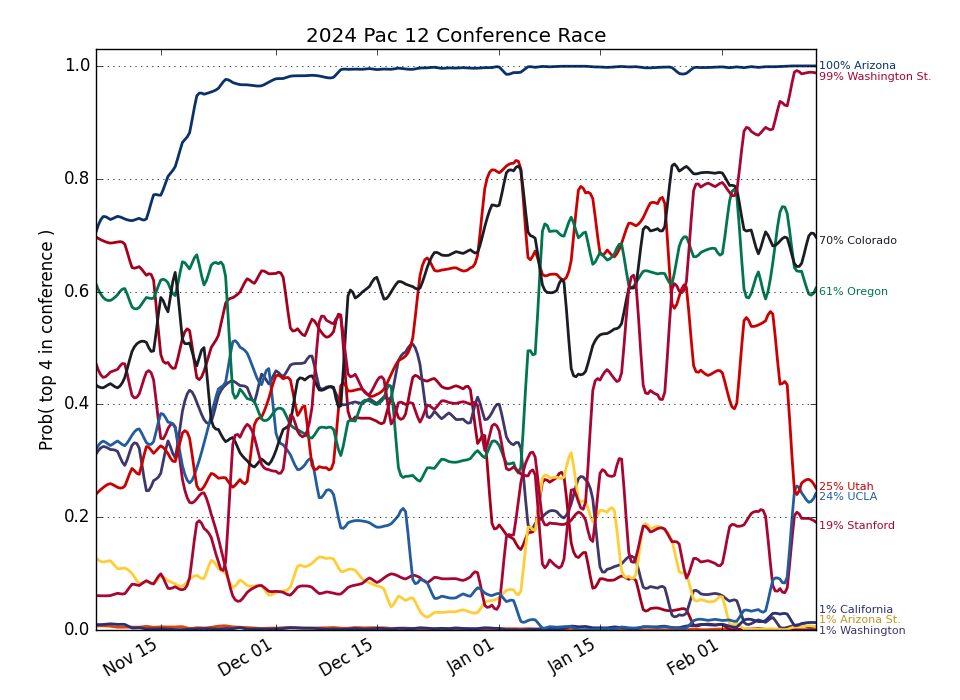 2024 Pac 12 Conference Race
Prob( top 4 in conference )
1.0
0.8
0.6
0.4
0.2
0.0
Nov 15
Dec 01
Dec 15
Jan 01
Jan 15
Feb 01
100% Arizona
99% Washington St.
70% Colorado
61% Oregon
25% Utah
24% UCLA
19% Stanford
1% California
1% Arizona St.
1% Washington